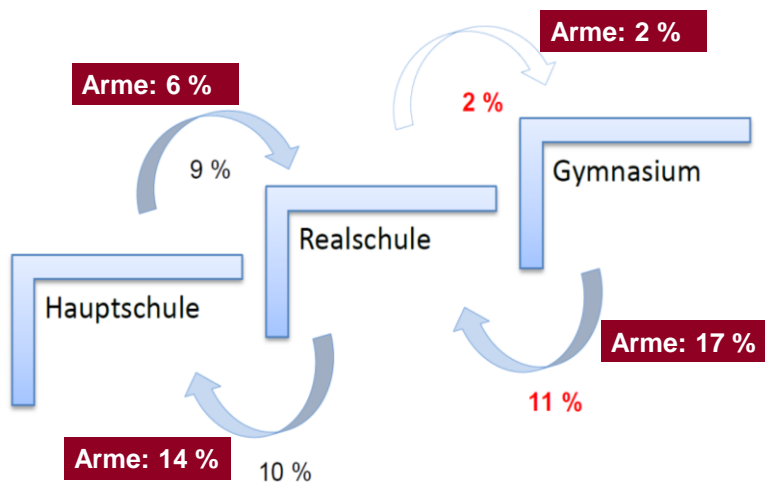 Arme: 2 %
Arme: 6 %
2 %
9 %
Gymnasium
Realschule
Hauptschule
Arme: 17 %
11 %
Arme: 14 %
10 %